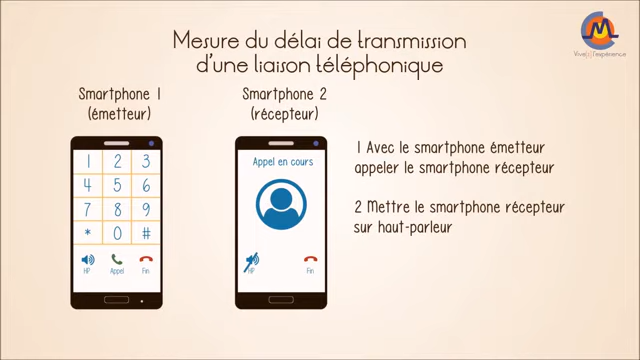 Mesure du délai de transmission
d'une liaison téléphonique
Vive(z) l'expérience
Smartphone 1
(émetteur)
Smartphone 2
(récepteur)
1 2 3
4 5 6
7 8 9
* 0 #
HP Appel Fin
Appel en cours
HP Fin
1 Avec le smartphone émetteur
appeler le smartphone récepteur
2 Mettre le smartphone récepteur
sur haut-parleur